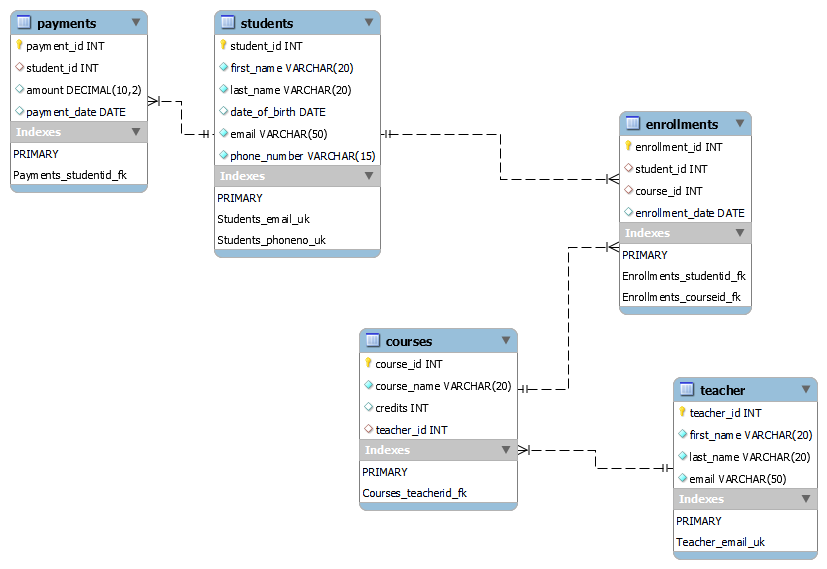 payments
payment_id INT
student_id INT
amount DECIMAL(10,2)
payment_date DATE
Indexes
PRIMARY
Payments_studentid_fk
students
student_id INT
first_name VARCHAR(20)
last_name VARCHAR(20)
date_of_birth DATE
email VARCHAR(50)
phone_number VARCHAR(15)
Indexes
PRIMARY
Students_email_uk
Students_phoneno_uk
enrollments
enrollment_id INT
student_id INT
course_id INT
enrollment_date DATE
Indexes
PRIMARY
Enrollments_studentid_fk
Enrollments_courseid_fk
courses
course_id INT
course_name VARCHAR(20)
credits INT
teacher_id INT
Indexes
PRIMARY
Courses_teacherid_fk
teacher
teacher_id INT
first_name VARCHAR(20)
last_name VARCHAR(20)
email VARCHAR(50)
Indexes
PRIMARY
Teacher_email_uk